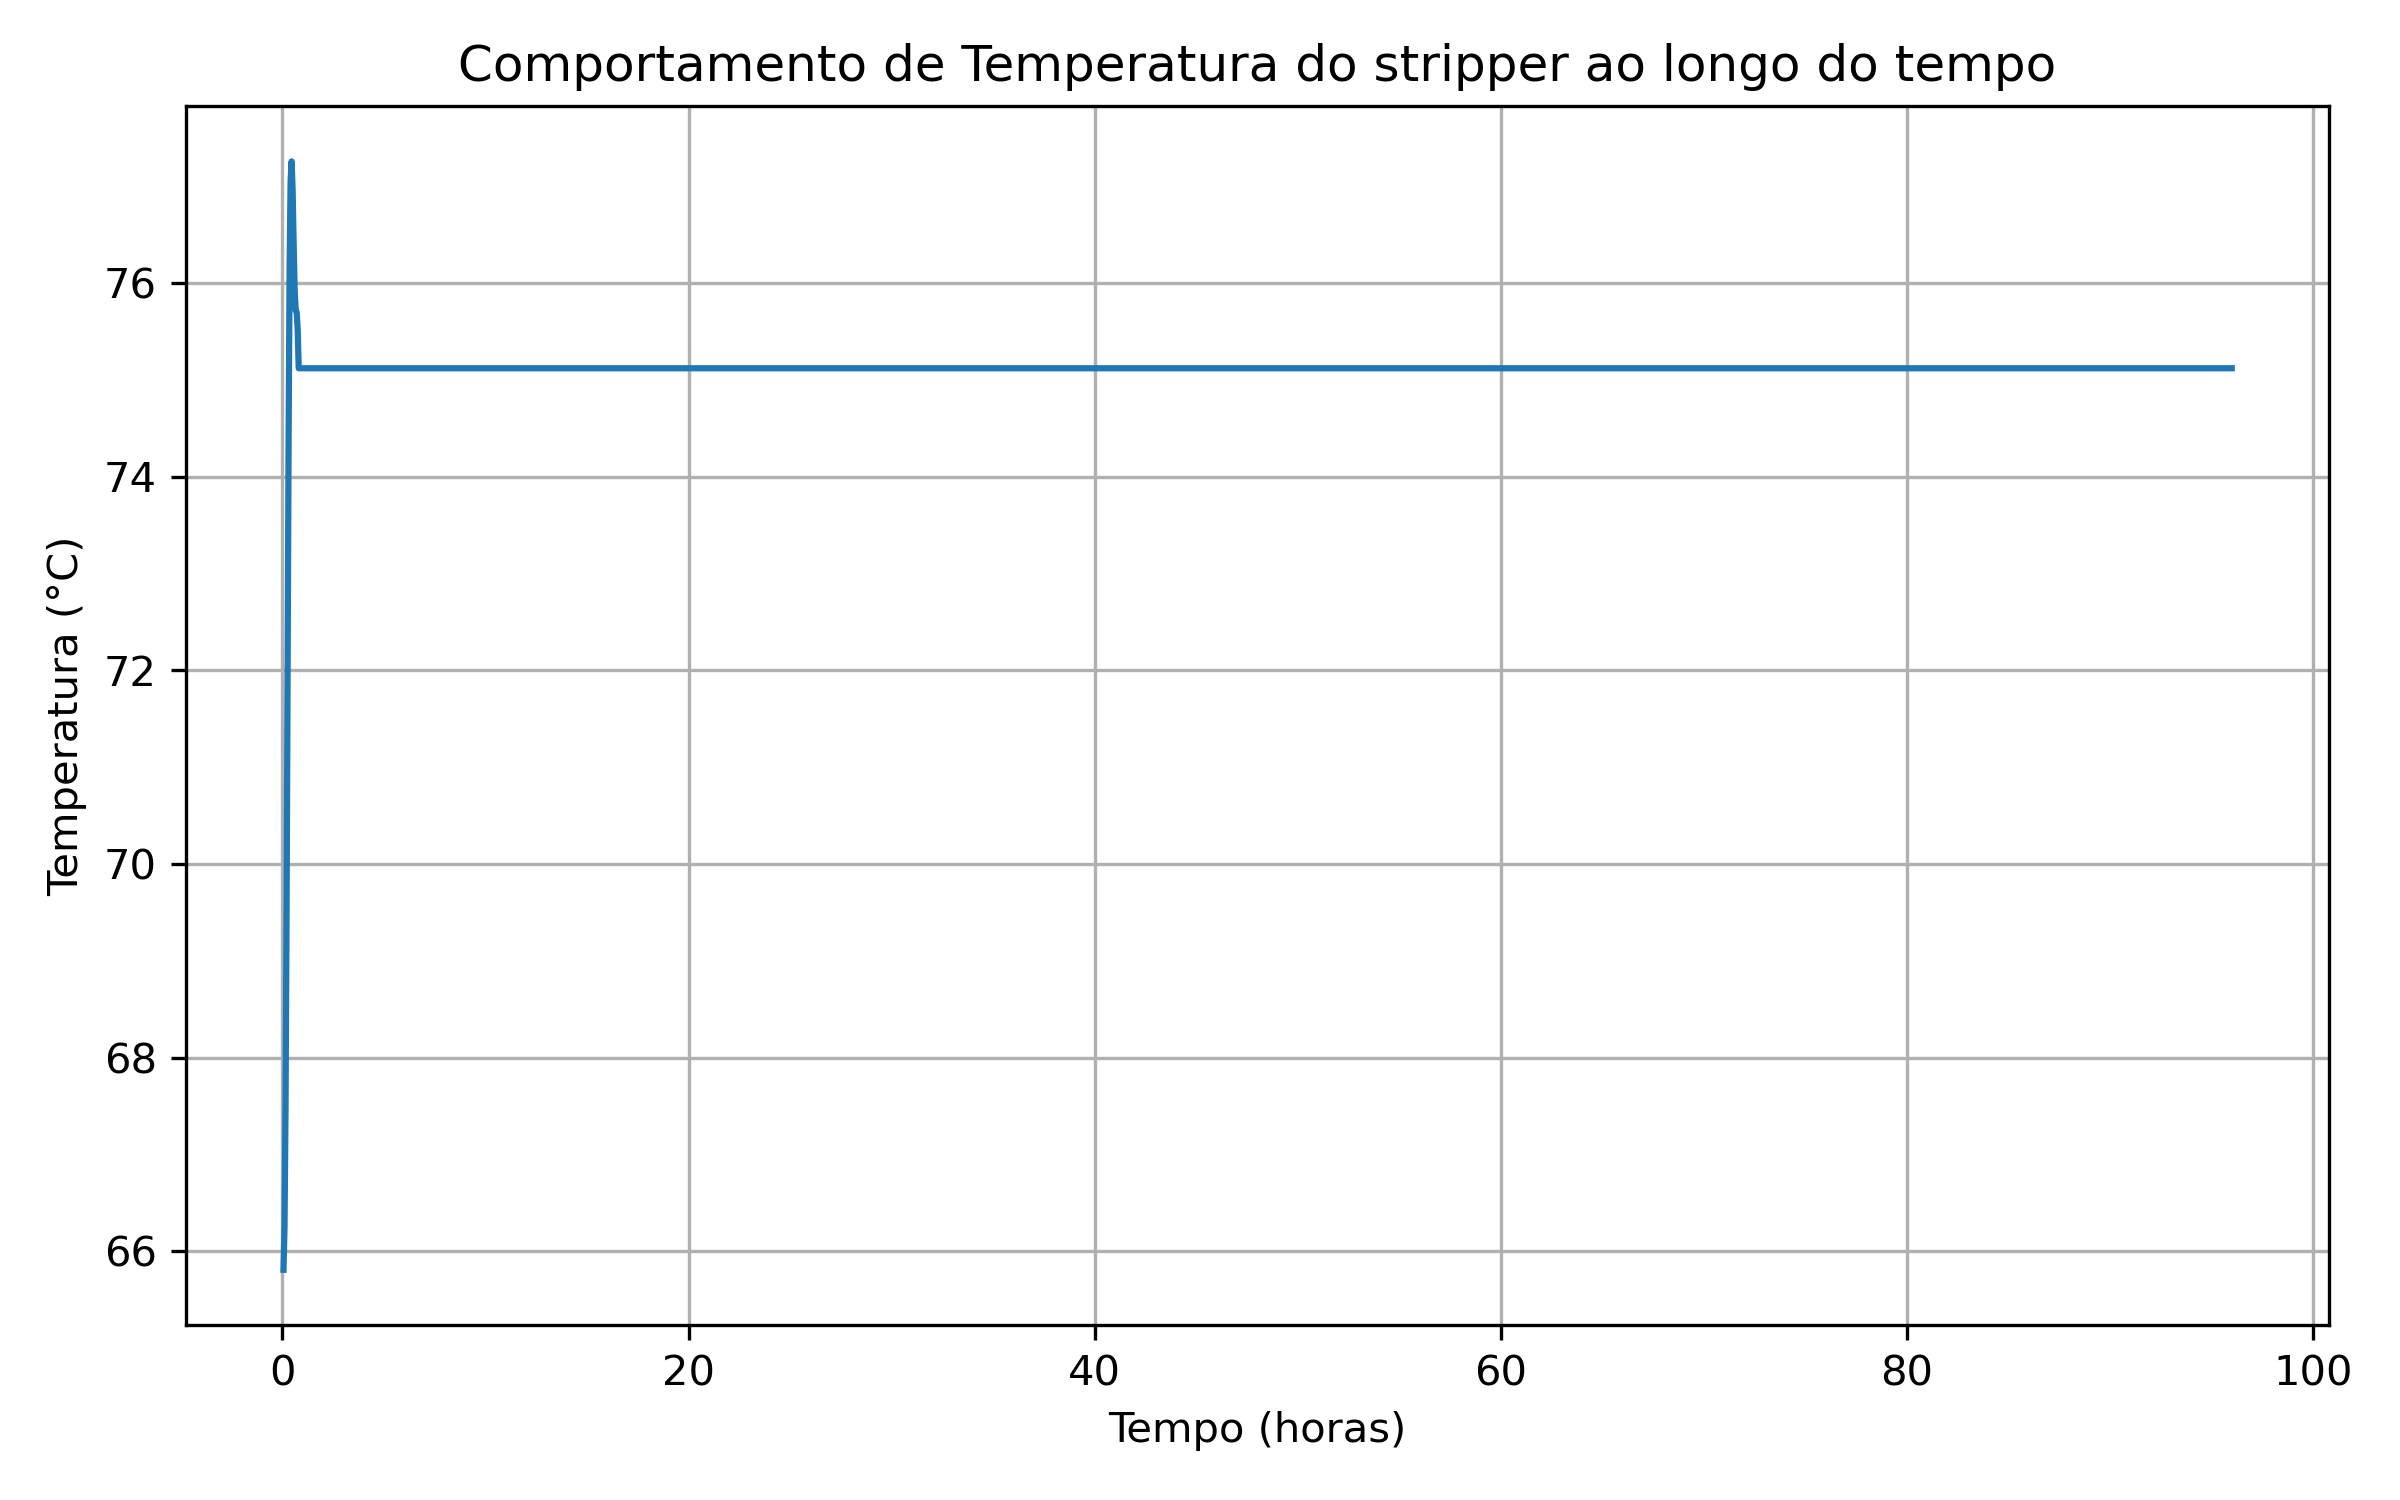 Comportamento de Temperatura do stripper ao longo do tempo
76
74
72
70
68
66
Temperatura (°C)
0 20 40 60 80 100
Tempo (horas)